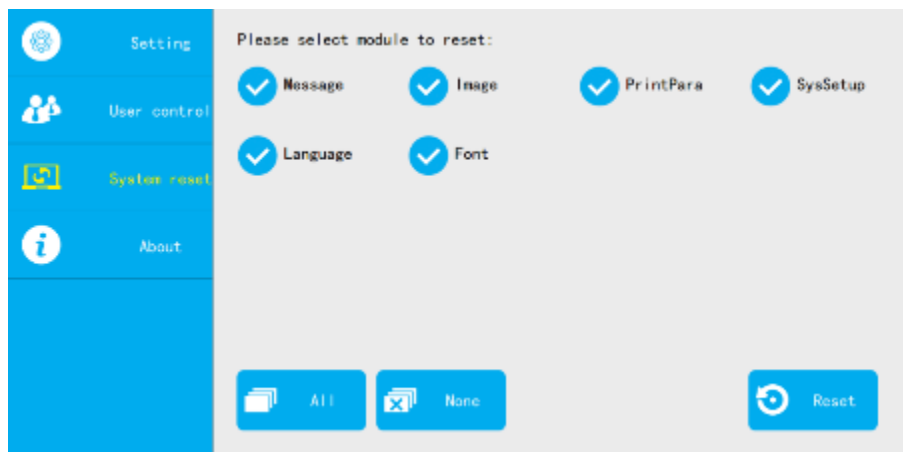 Setting
User control
System reset
About
Please select module to reset:
Message Image PrintPara SysSetup
Language Font
All None Reset